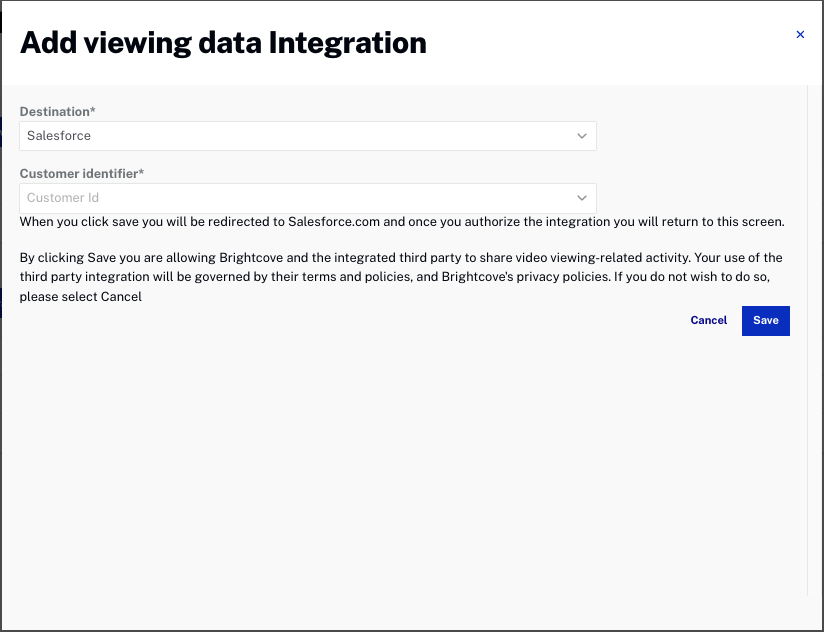 Add viewing data Integration
Destination*
Salesforce
Customer identifier*
Customer Id
When you click save you will be redirected to Salesforce.com and once you authorize the integration you will return to this screen.
By clicking Save you are allowing Brightcove and the integrated third party to share video viewing-related activity. Your use of the
third party integration will be governed by their terms and policies, and Brightcove's privacy policies. If you do not wish to do so,
please select Cancel
Cancel Save